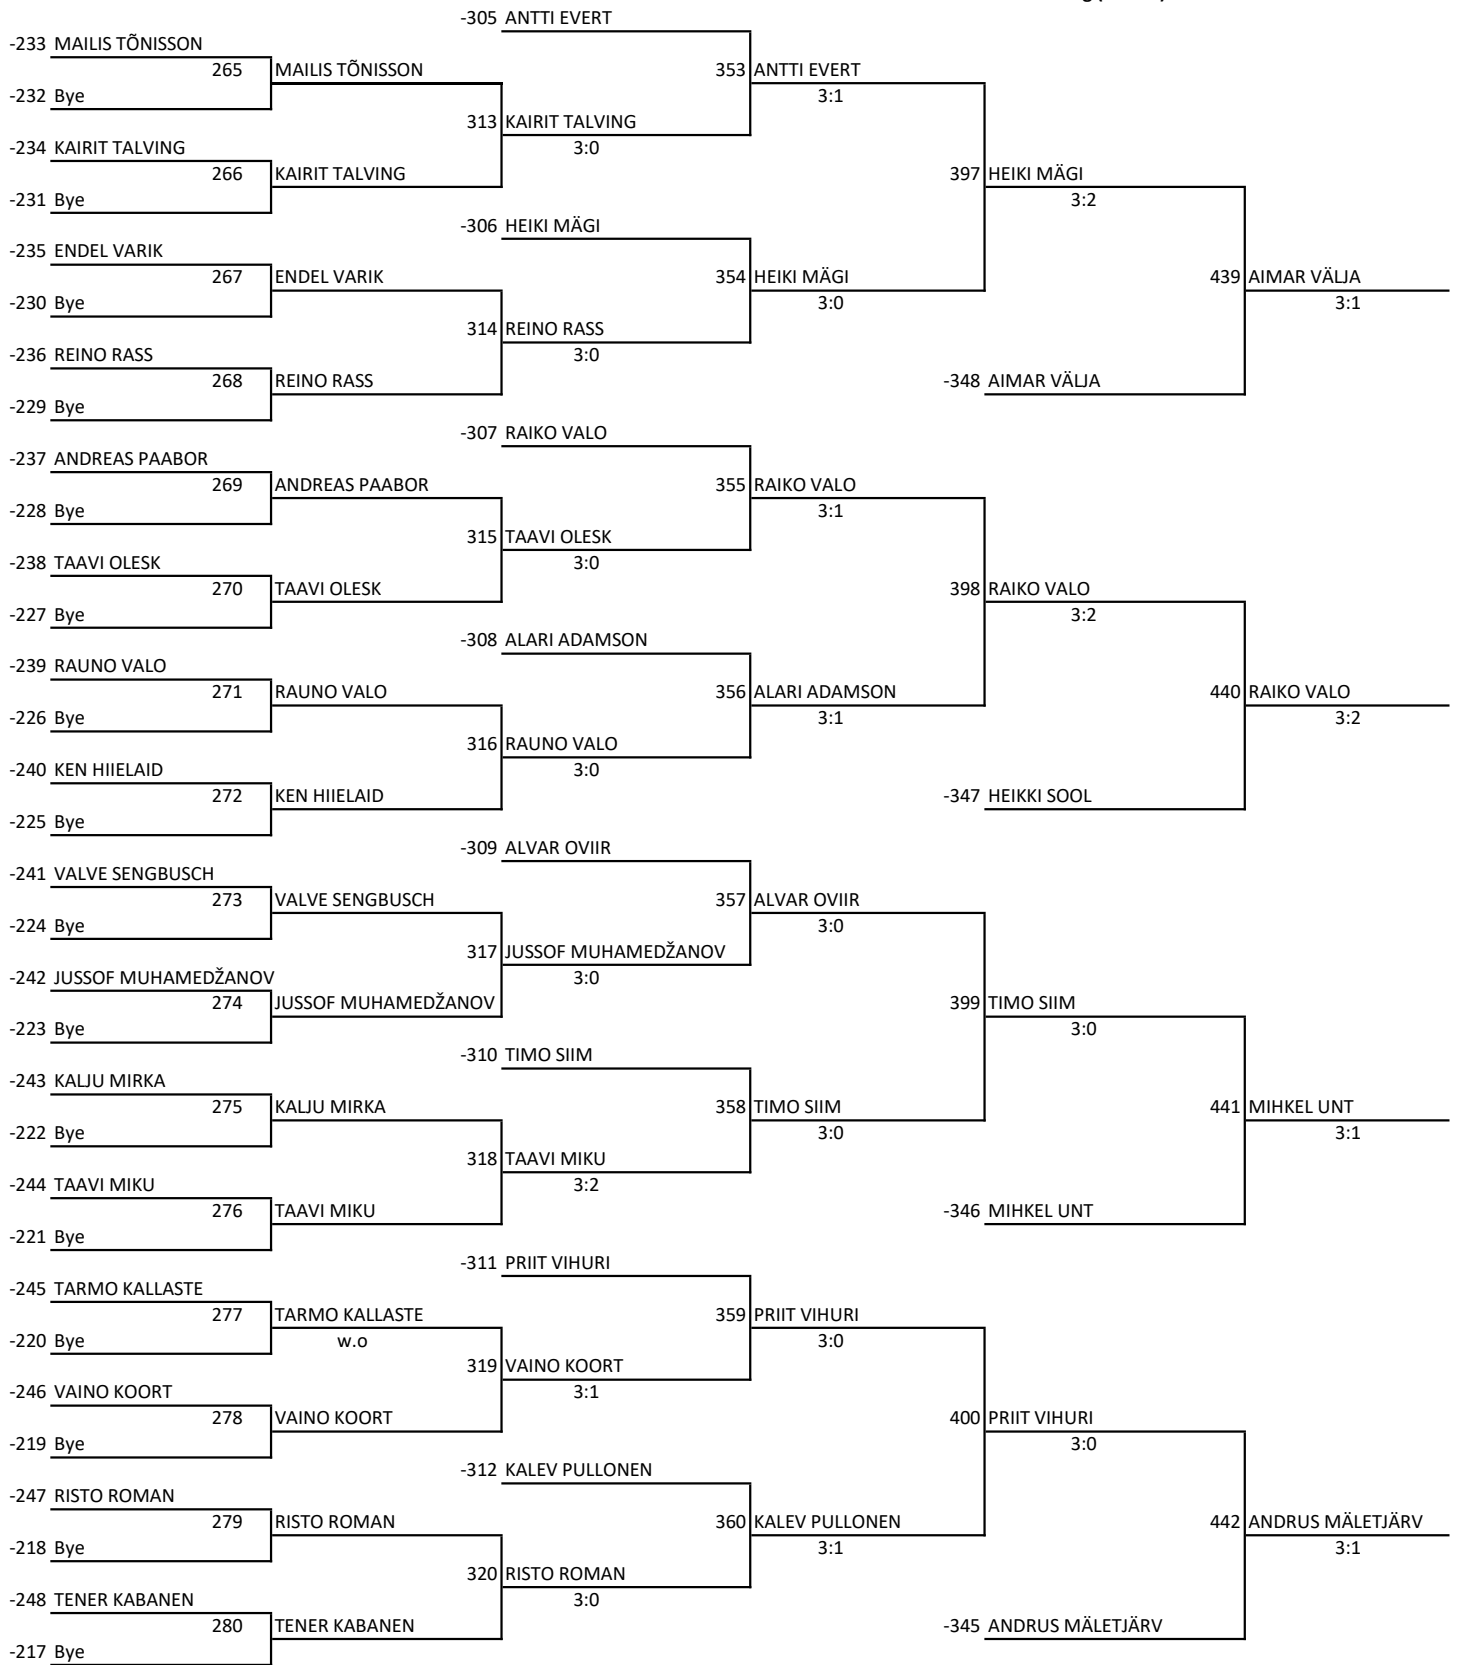 -305 ANTTI EVERT
-233 MAILIS TÕNISSON
265 MAILIS TÕNISSON 353 ANTTI EVERT
-232 Bye 3:1
313 KAIRIT TALVING
-234 KAIRIT TALVING 3:0
266 KAIRIT TALVING 397 HEIKI MÄGI
-231 Bye 3:2
-306 HEIKI MÄGI
-235 ENDEL VARIK
267 ENDEL VARIK 354 HEIKI MÄGI 439 AIMAR VÄLJA
-230 Bye 3:0 3:1
314 REINO RASS
-236 REINO RASS 3:0
268 REINO RASS -348 AIMAR VÄLJA
-229 Bye
-307 RAIKO VALO
-237 ANDREAS PAABOR
269 ANDREAS PAABOR 355 RAIKO VALO
-228 Bye 3:1
315 TAAVI OLESK
-238 TAAVI OLESK 3:0
270 TAAVI OLESK 398 RAIKO VALO
-227 Bye 3:2
-308 ALARI ADAMSON
-239 RAUNO VALO
271 RAUNO VALO 356 ALARI ADAMSON 440 RAIKO VALO
-226 Bye 3:1 3:2
316 RAUNO VALO
-240 KEN HIIELAID 3:0
272 KEN HIIELAID -347 HEIKKI SOOL
-225 Bye
-309 ALVAR OVIIR
-241 VALVE SENGBUSCH
273 VALVE SENGBUSCH 357 ALVAR OVIIR
-224 Bye 3:0
317 JUSSOF MUHAMEDŽANOV
-242 JUSSOF MUHAMEDŽANOV 3:0
274 JUSSOF MUHAMEDŽANOV 399 TIMO SIIM
-223 Bye 3:0
-310 TIMO SIIM
-243 KALJU MIRKA
275 KALJU MIRKA 358 TIMO SIIM 441 MIHKEL UNT
-222 Bye 3:0 3:1
318 TAAVI MIKU
-244 TAAVI MIKU 3:2
276 TAAVI MIKU -346 MIHKEL UNT
-221 Bye
-311 PRIIT VIHURI
-245 TARMO KALLASTE
277 TARMO KALLASTE 359 PRIIT VIHURI
-220 Bye w.o 3:0
319 VAINO KOORT
-246 VAINO KOORT 3:1
278 VAINO KOORT 400 PRIIT VIHURI
-219 Bye 3:0
-312 KALEV PULLONEN
-247 RISTO ROMAN
279 RISTO ROMAN 360 KALEV PULLONEN 442 ANDRUS MÄLETJÄRV
-218 Bye 3:1 3:1
320 RISTO ROMAN
-248 TENER KABANEN 3:0
280 TENER KABANEN -345 ANDRUS MÄLETJÄRV
-217 Bye